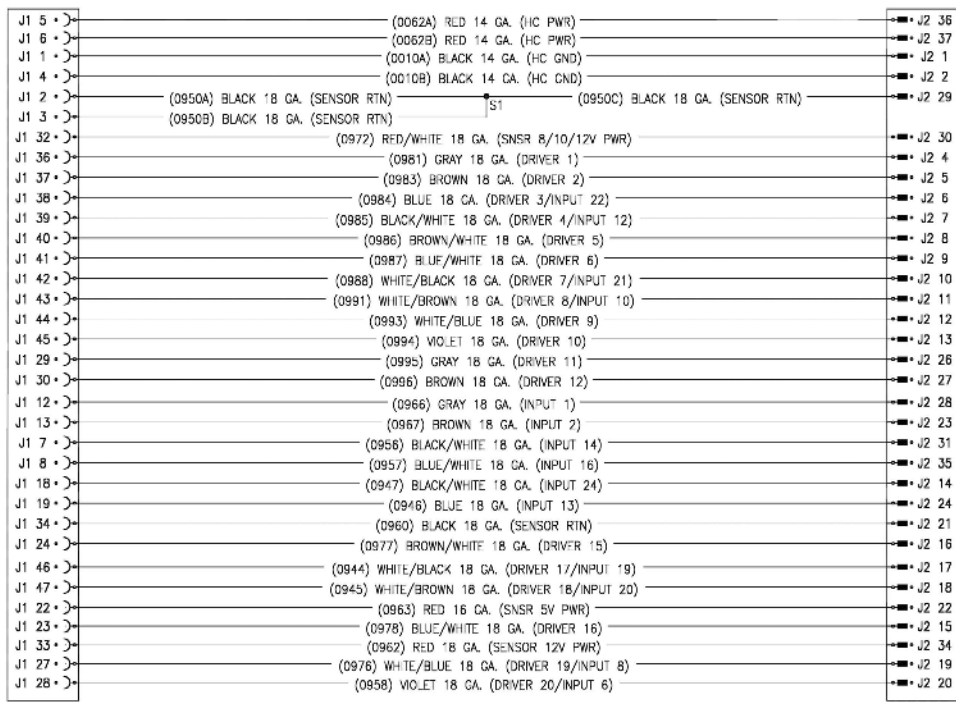 J1 5 (0062A) RED 14 GA. (HC PWR) J2 36
J1 6 (0062B) RED 14 GA. (HC PWR) J2 37
J1 1 (0010A) BLACK 14 GA. (HC GND) J2 1
J1 4 (0010B) BLACK 14 GA. (HC GND) J2 2
J1 2 (0950A) BLACK 18 GA. (SENSOR RTN) S1 (0950C) BLACK 18 GA. (SENSOR RTN) J2 29
J1 3 (0950B) BLACK 18 GA. (SENSOR RTN)
J1 32 (0972) RED/WHITE 18 GA. (SNSR 8/10/12V PWR) J2 30
J1 36 (0981) GRAY 18 GA. (DRIVER 1) J2 4
J1 37 (0983) BROWN 18 GA. (DRIVER 2) J2 5
J1 38 (0984) BLUE 18 GA. (DRIVER 3/INPUT 22) J2 6
J1 39 (0985) BLACK/WHITE 18 GA. (DRIVER 4/INPUT 12) J2 7
J1 40 (0986) BROWN/WHITE 18 GA. (DRIVER 5) J2 8
J1 41 (0987) BLUE/WHITE 18 GA. (DRIVER 6) J2 9
J1 42 (0988) WHITE/BLACK 18 GA. (DRIVER 7/INPUT 21) J2 10
J1 43 (0991) WHITE/BROWN 18 GA. (DRIVER 8/INPUT 10) J2 11
J1 44 (0993) WHITE/BLUE 18 GA. (DRIVER 9) J2 12
J1 45 (0994) VIOLET 18 GA. (DRIVER 10) J2 13
J1 29 (0995) GRAY 18 GA. (DRIVER 11) J2 26
J1 30 (0996) BROWN 18 GA. (DRIVER 12) J2 27
J1 12 (0966) GRAY 18 GA. (INPUT 1) J2 28
J1 13 (0967) BROWN 18 GA. (INPUT 2) J2 23
J1 7 (0956) BLACK/WHITE 18 GA. (INPUT 14) J2 31
J1 8 (0957) BLUE/WHITE 18 GA. (INPUT 16) J2 35
J1 18 (0947) BLACK/WHITE 18 GA. (INPUT 24) J2 14
J1 19 (0946) BLUE 18 GA. (INPUT 13) J2 24
J1 34 (0960) BLACK 18 GA. (SENSOR RTN) J2 21
J1 24 (0977) BROWN/WHITE 18 GA. (DRIVER 15) J2 16
J1 46 (0944) WHITE/BLACK 18 GA. (DRIVER 17/INPUT 19) J2 17
J1 47 (0945) WHITE/BROWN 18 GA. (DRIVER 18/INPUT 20) J2 18
J1 22 (0963) RED 16 GA. (SNSR 5V PWR) J2 22
J1 23 (0978) BLUE/WHITE 18 GA. (DRIVER 16) J2 15
J1 33 (0962) RED 18 GA. (SENSOR 12V PWR) J2 34
J1 27 (0976) WHITE/BLUE 18 GA. (DRIVER 19/INPUT 8) J2 19
J1 28 (0958) VIOLET 18 GA. (DRIVER 20/INPUT 6) J2 20